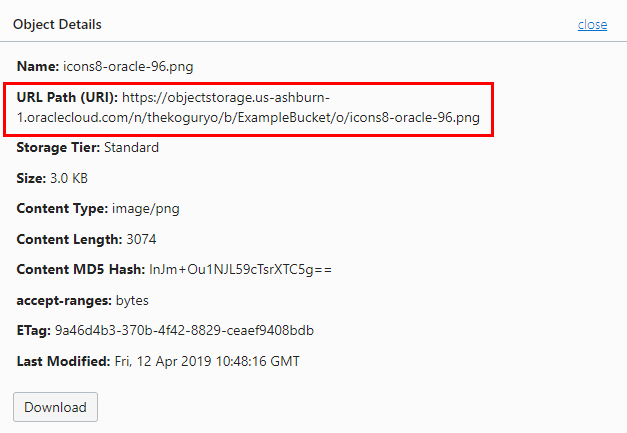 Object Details
close
Name: icons8-oracle-96.png
URL Path (URI): https://objectstorage.us-ashburn-
1.oraclecloud.com/n/thekoguryo/b/ExampleBucket/o/icons8-oracle-96.png
Storage Tier: Standard
Size: 3.0 KB
Content Type: image/png
Content Length: 3074
Content MD5 Hash: lnJm+Ou1NJL59cTsrXTC5g==
accept-ranges: bytes
ETag: 9a46d4b3-370b-4f42-8829-ceaef9408bdb
Last Modified: Fri, 12 Apr 2019 10:48:16 GMT
Download